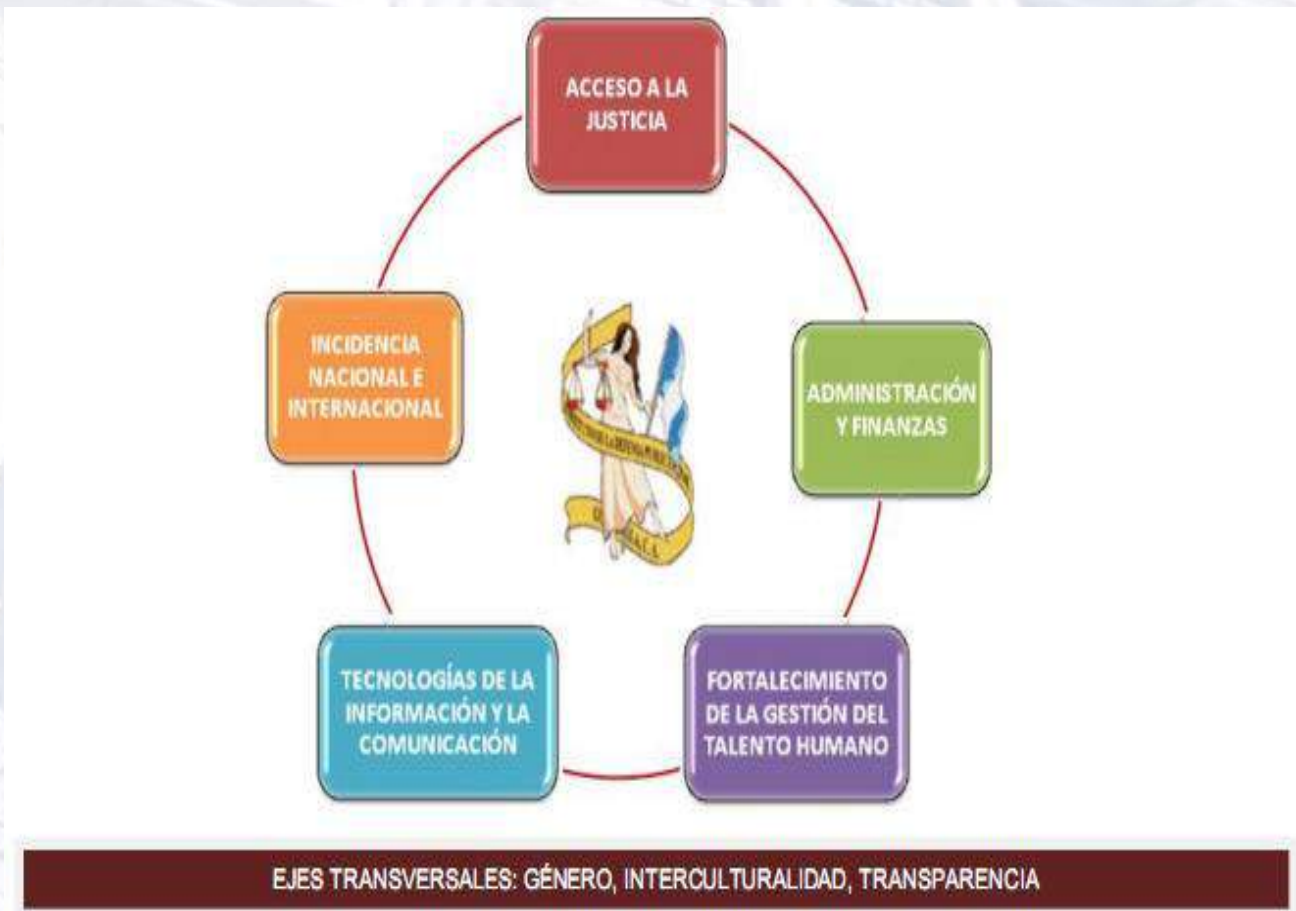 ACCESO A LA
JUSTICIA
ADMINISTRACIÓN
Y FINANZAS
FORTALECIMIENTO
DE LA GESTIÓN DEL
TALENTO HUMANO
TECNOLOGÍAS DE LA
INFORMACIÓN Y LA
COMUNICACIÓN
INCIDENCIA
NACIONAL E
INTERNACIONAL
EJES TRANSVERSALES: GÉNERO, INTERCULTURALIDAD, TRANSPARENCIA